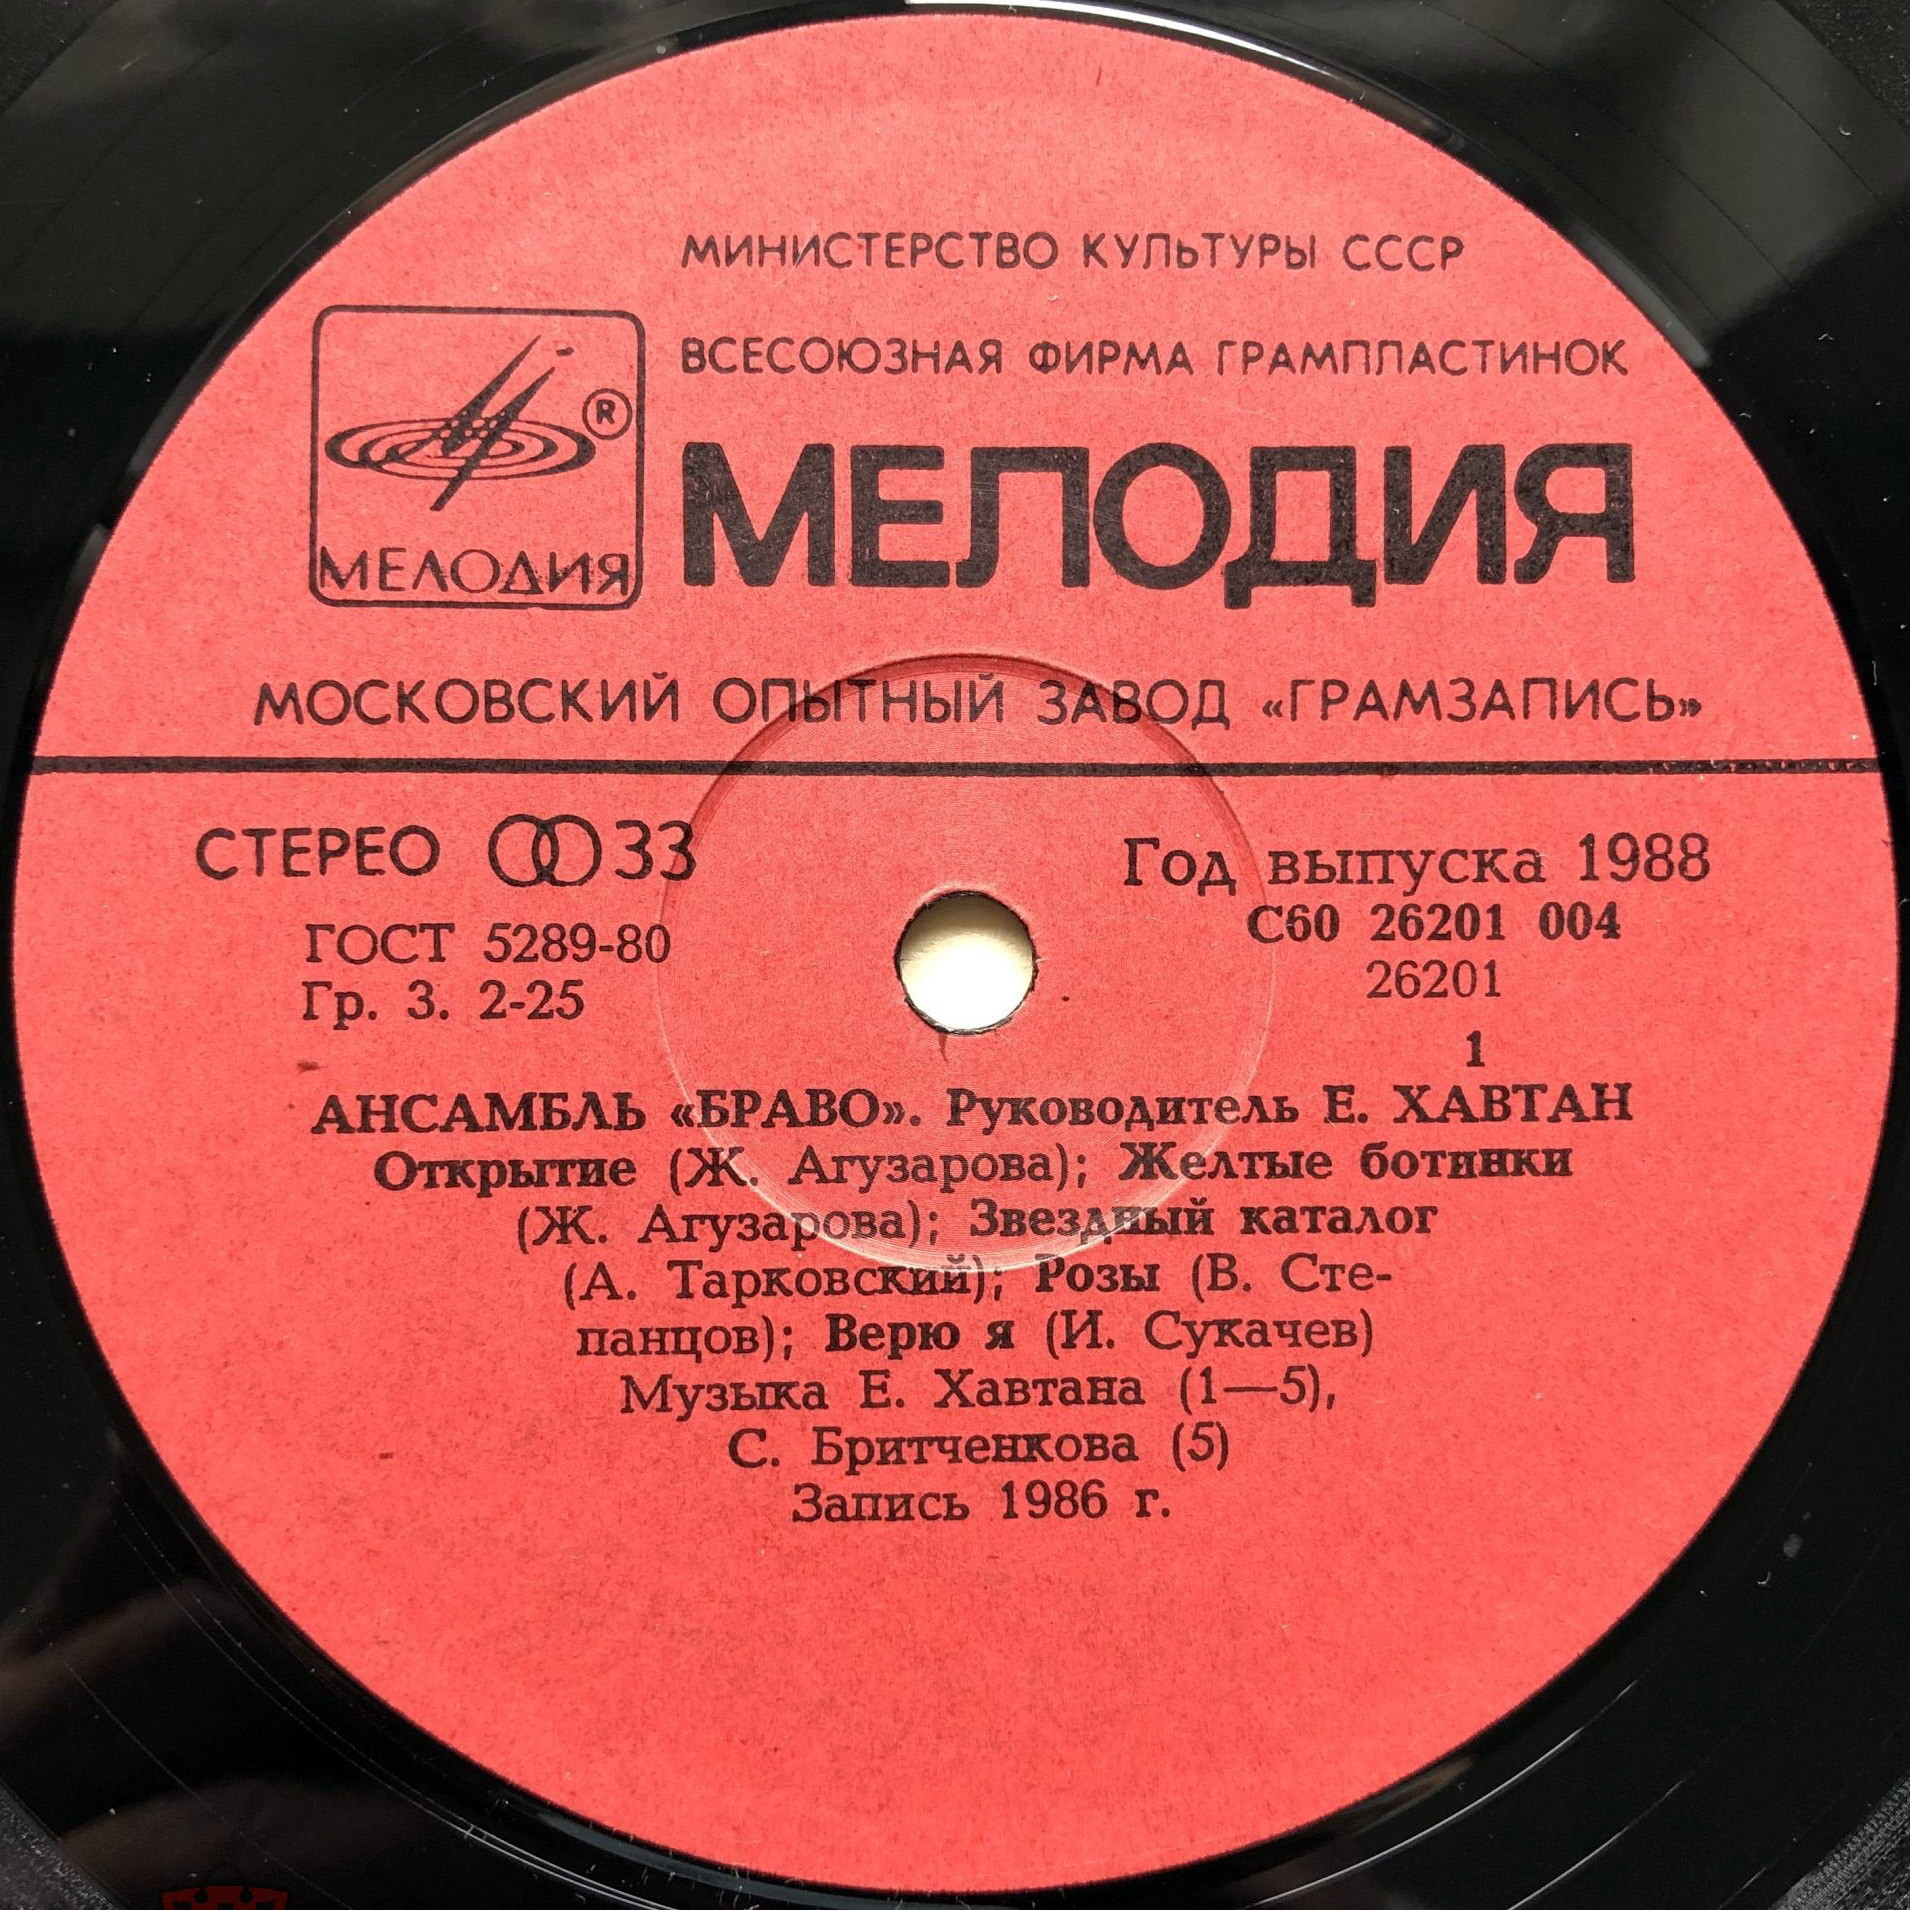 МИНИСТЕРСТВО КУЛЬТУРЫ СССР
ВСЕСОЮЗНАЯ ФИРМА ГРАМПЛАСТИНОК
®
МЕЛОДИЯ
МЕЛОДИЯ
МОСКОВСКИЙ ОПЫТНЫЙ ЗАВОД «ГРАМЗАПИСЬ»
СТЕРЕО 33
ГОСТ 5289-80
Гр. 3. 2-25
Год выпуска 1988
С60 26201 004
26201
1
АНСАМБЛЬ «БРАВО». Руководитель Е. ХАВТАН
Открытие (Ж. Агузарова); Желтые ботинки
(Ж. Агузарова); Звездный каталог
(А. Тарковский); Розы (В. Сте-
панцов); Верю я (И. Сукачев)
Музыка Е. Хавтана (1—5),
С. Бритченкова (5)
Запись 1986 г.